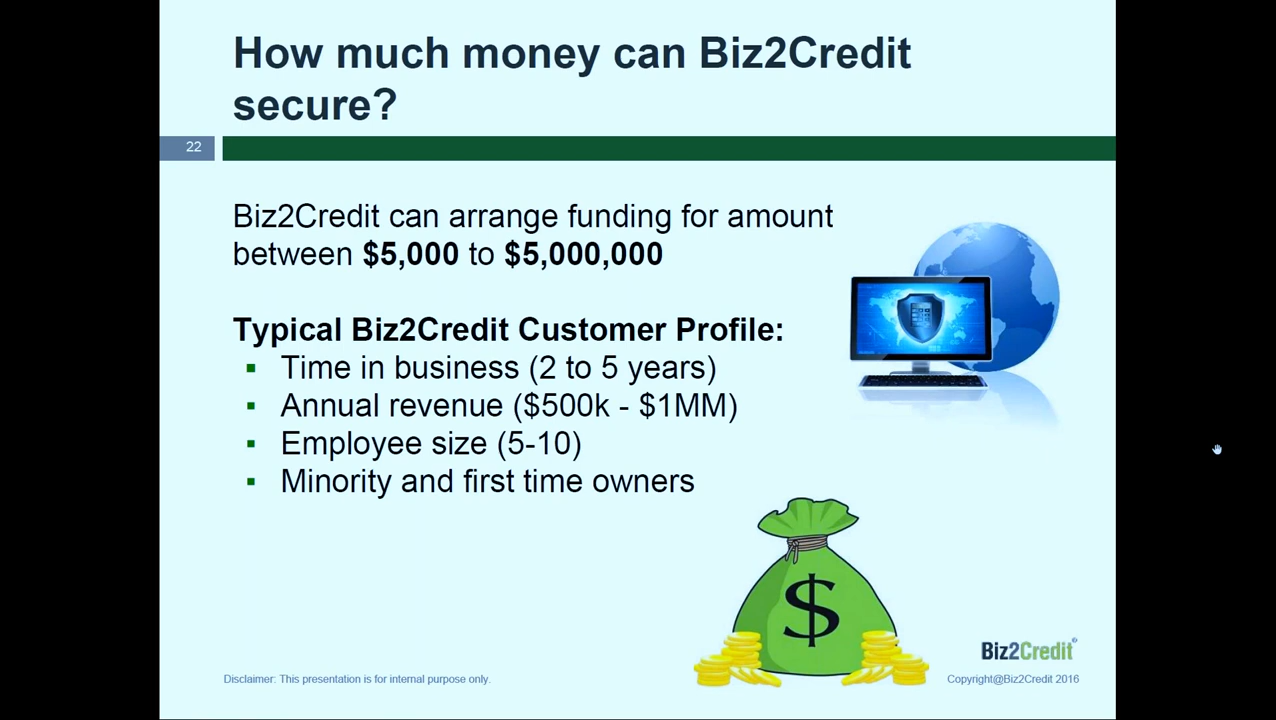 How much money can Biz2Credit
secure?
22
Biz2Credit can arrange funding for amount
between $5,000 to $5,000,000
Typical Biz2Credit Customer Profile:
▪ Time in business (2 to 5 years)
▪ Annual revenue ($500k - $1MM)
▪ Employee size (5-10)
▪ Minority and first time owners
$
Biz2Credit
Disclaimer: This presentation is for internal purpose only.
Copyright@Biz2Credit 2016